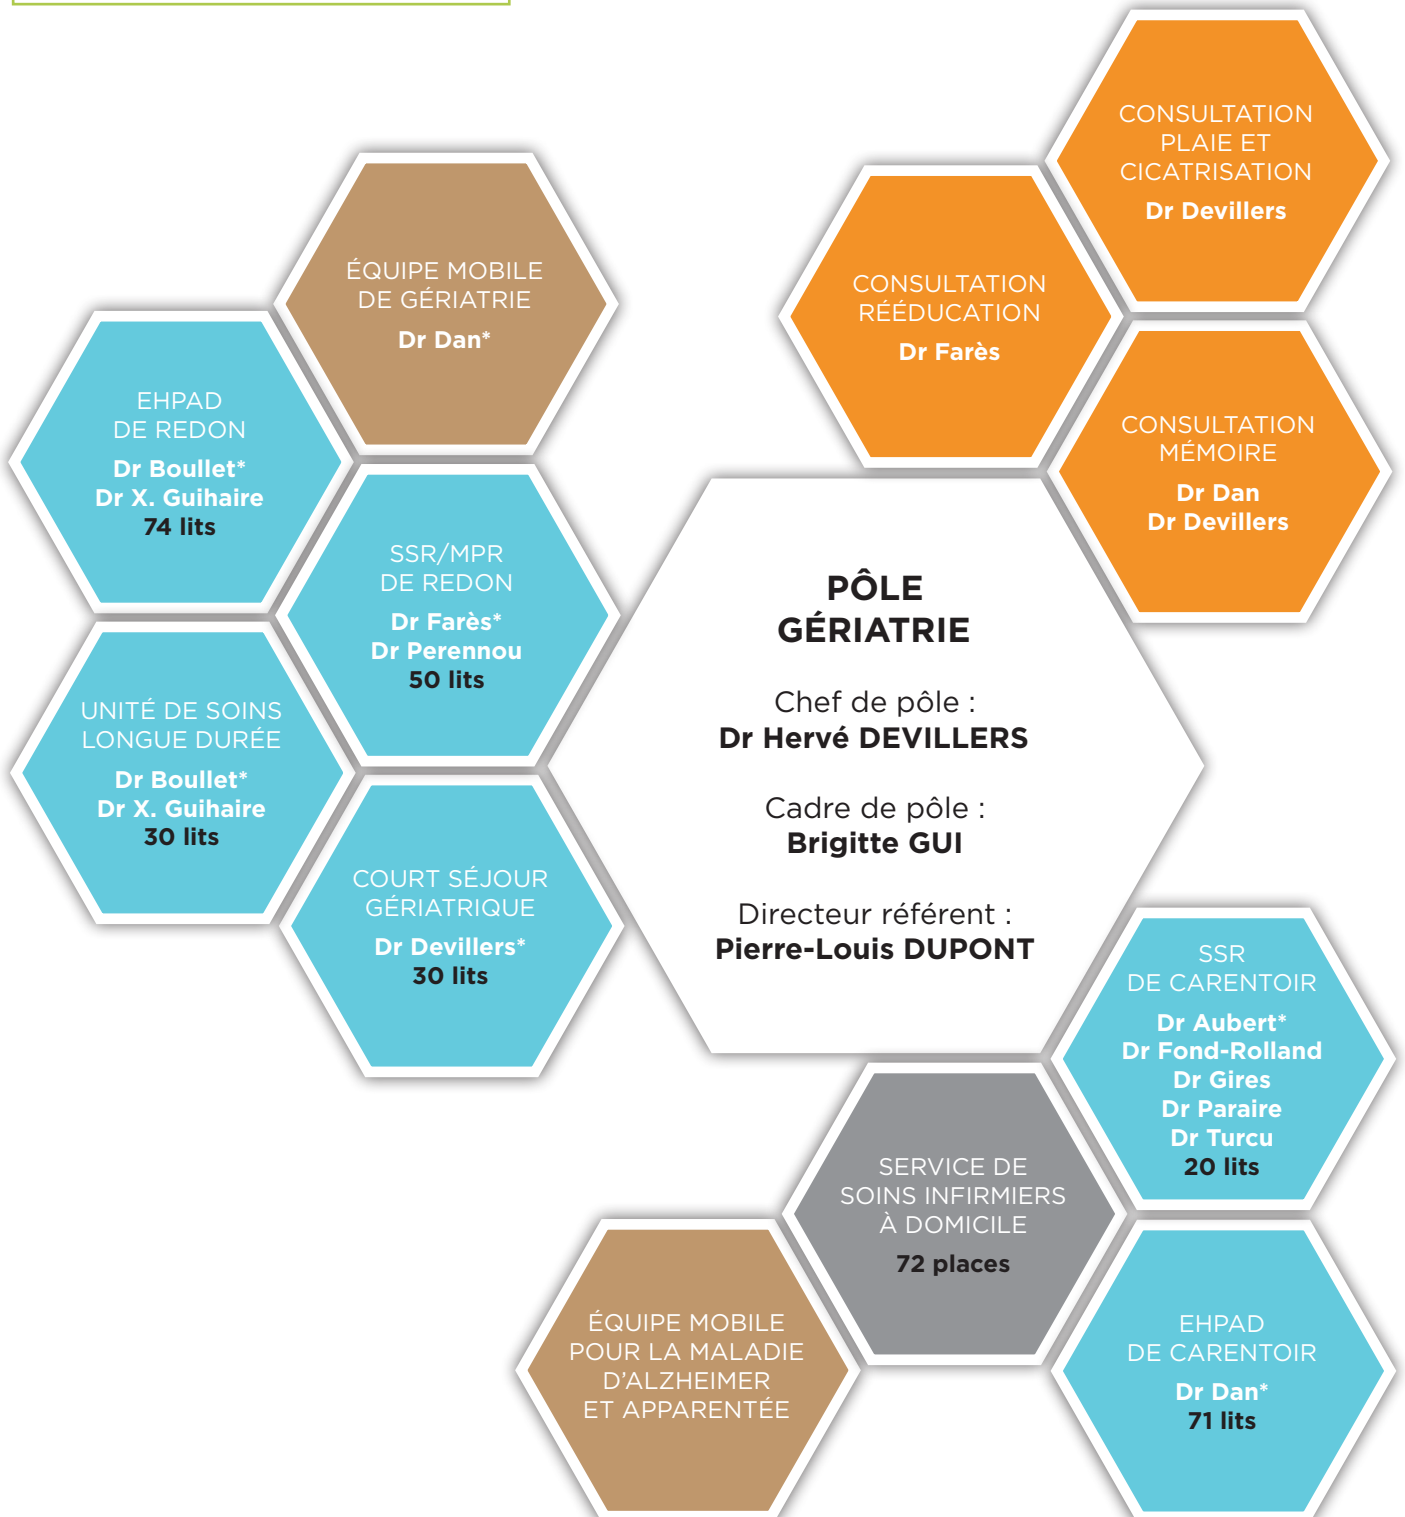 CONSULTATION
PLAIE ET
CICATRISATION
Dr Devillers
ÉQUIPE MOBILE
DE GÉRIATRIE
Dr Dan*
CONSULTATION
RÉÉDUCATION
Dr Farès
EHPAD
DE REDON
Dr Boullet*
Dr X. Guihaire
74 lits
CONSULTATION
MÉMOIRE
Dr Dan
Dr Devillers
SSR/MPR
DE REDON
Dr Farès*
Dr Perennou
50 lits
PÔLE
GÉRIATRIE
Chef de pôle :
Dr Hervé DEVILLERS
Cadre de pôle :
Brigitte GUI
Directeur référent :
Pierre-Louis DUPONT
UNITÉ DE SOINS
LONGUE DURÉE
Dr Boullet*
Dr X. Guihaire
30 lits
COURT SÉJOUR
GÉRIATRIQUE
Dr Devillers*
30 lits
SSR
DE CARENTOIR
Dr Aubert*
Dr Fond-Rolland
Dr Gires
Dr Paraire
Dr Turcu
20 lits
SERVICE DE
SOINS INFIRMIERS
À DOMICILE
72 places
ÉQUIPE MOBILE
POUR LA MALADIE
D'ALZHEIMER
ET APPARENTÉE
EHPAD
DE CARENTOIR
Dr Dan*
71 lits